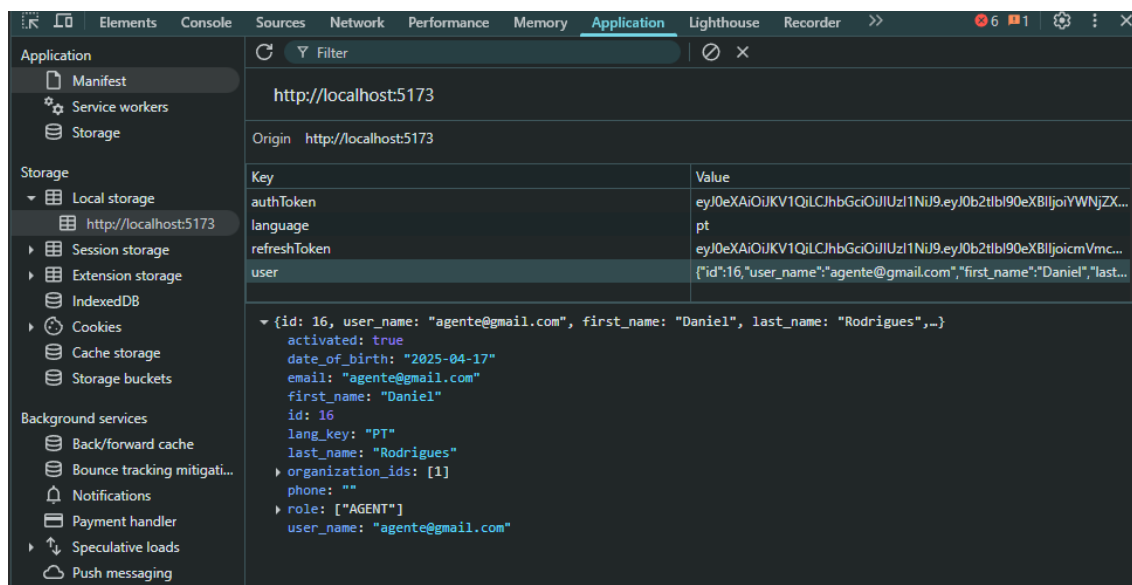 Elements Console Sources Network Performance Memory Application Lighthouse Recorder 6 1
Application
Manifest
Service workers
Storage
Storage
Local storage
http://localhost:5173
Session storage
Extension storage
IndexedDB
Cookies
Cache storage
Storage buckets
Background services
Back/forward cache
Bounce tracking mitigati...
Notifications
Payment handler
Speculative loads
Push messaging
Filter
http://localhost:5173
Origin http://localhost:5173
Key Value
authToken eyJ0eXAiOiJKV1QiLCJhbGciOiJIUzI1NiJ9.eyJ0b2tlbl90eXBlIjoiYWNjZX...
language pt
refreshToken eyJ0eXAiOiJKV1QiLCJhbGciOiJIUzI1NiJ9.eyJ0b2tlbl90eXBlIjoicmVmc...
user {"id":16,"user_name":"agente@gmail.com","first_name":"Daniel","last...
{id: 16, user_name: "agente@gmail.com", first_name: "Daniel", last_name: "Rodrigues",…}
activated: true
date_of_birth: "2025-04-17"
email: "agente@gmail.com"
first_name: "Daniel"
id: 16
lang_key: "PT"
last_name: "Rodrigues"
organization_ids: [1]
phone: ""
role: ["AGENT"]
user_name: "agente@gmail.com"